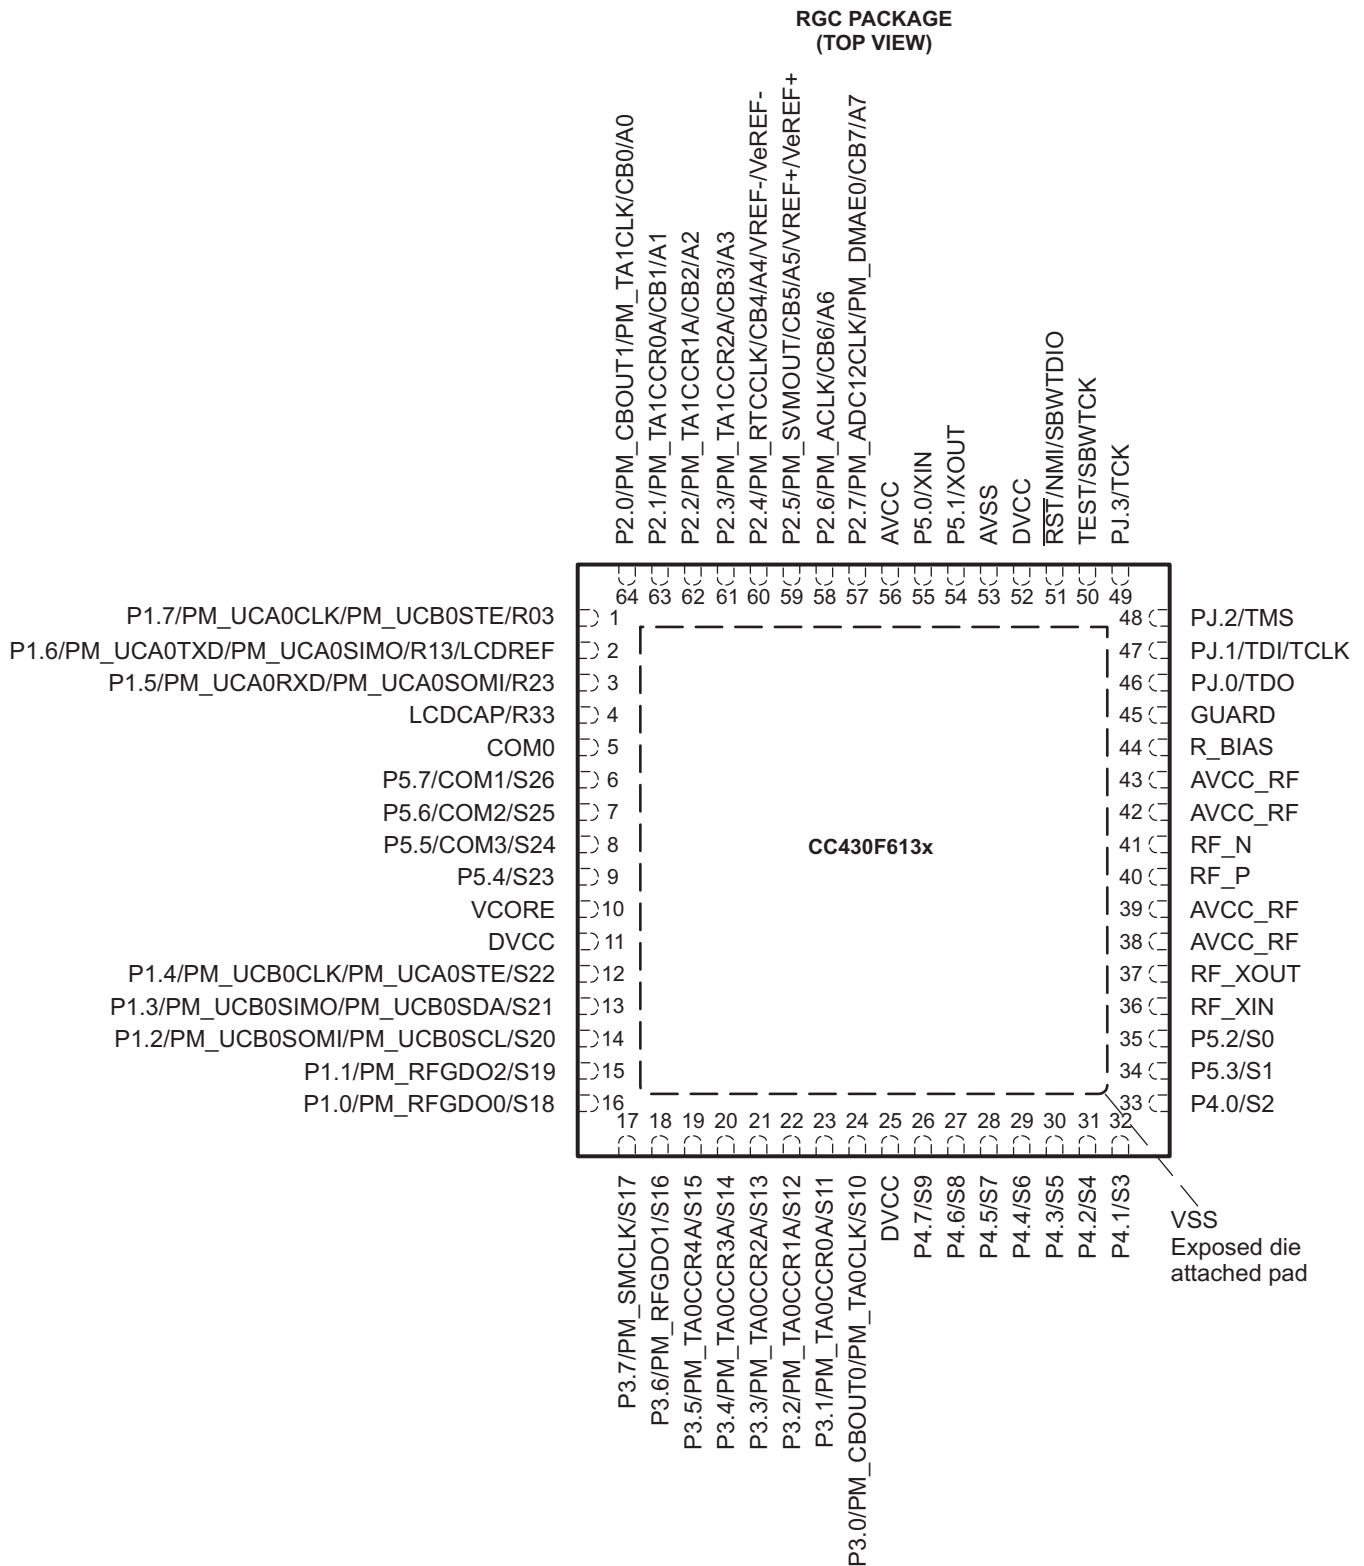 RGC PACKAGE
(TOP VIEW)
P2.0/PM_CBOUT1/PM_TA1CLK/CB0/A0
P2.1/PM_TA1CCR0A/CB1/A1
P2.2/PM_TA1CCR1A/CB2/A2
P2.3/PM_TA1CCR2A/CB3/A3
P2.4/PM_RTCCLK/CB4/A4/VREF-/VeREF-
P2.5/PM_SVMOUT/CB5/A5/VREF+/VeREF+
P2.6/PM_ACLK/CB6/A6
P2.7/PM_ADC12CLK/PM_DMAE0/CB7/A7
AVCC
P5.0/XIN
P5.1/XOUT
AVSS
DVCC
RST/NMI/SBWTDIO
TEST/SBWTCK
PJ.3/TCK
64 63 62 61 60 59 58 57 56 55 54 53 52 51 50 49
P1.7/PM_UCA0CLK/PM_UCB0STE/R03 1
P1.6/PM_UCA0TXD/PM_UCA0SIMO/R13/LCDREF 2
P1.5/PM_UCA0RXD/PM_UCA0SOMI/R23 3
LCDCAP/R33 4
COM0 5
P5.7/COM1/S26 6
P5.6/COM2/S25 7
P5.5/COM3/S24 8
P5.4/S23 9
VCORE 10
DVCC 11
P1.4/PM_UCB0CLK/PM_UCA0STE/S22 12
P1.3/PM_UCB0SIMO/PM_UCB0SDA/S21 13
P1.2/PM_UCB0SOMI/PM_UCB0SCL/S20 14
P1.1/PM_RFGDO2/S19 15
P1.0/PM_RFGDO0/S18 16
CC430F613x
48 PJ.2/TMS
47 PJ.1/TDI/TCLK
46 PJ.0/TDO
45 GUARD
44 R_BIAS
43 AVCC_RF
42 AVCC_RF
41 RF_N
40 RF_P
39 AVCC_RF
38 AVCC_RF
37 RF_XOUT
36 RF_XIN
35 P5.2/S0
34 P5.3/S1
33 P4.0/S2
17 18 19 20 21 22 23 24 25 26 27 28 29 30 31 32
P3.7/PM_SMCLK/S17
P3.6/PM_RFGDO1/S16
P3.5/PM_TA0CCR4A/S15
P3.4/PM_TA0CCR3A/S14
P3.3/PM_TA0CCR2A/S13
P3.2/PM_TA0CCR1A/S12
P3.1/PM_TA0CCR0A/S11
P3.0/PM_CBOUT0/PM_TA0CLK/S10
DVCC
P4.7/S9
P4.6/S8
P4.5/S7
P4.4/S6
P4.3/S5
P4.2/S4
P4.1/S3
VSS
Exposed die
attached pad